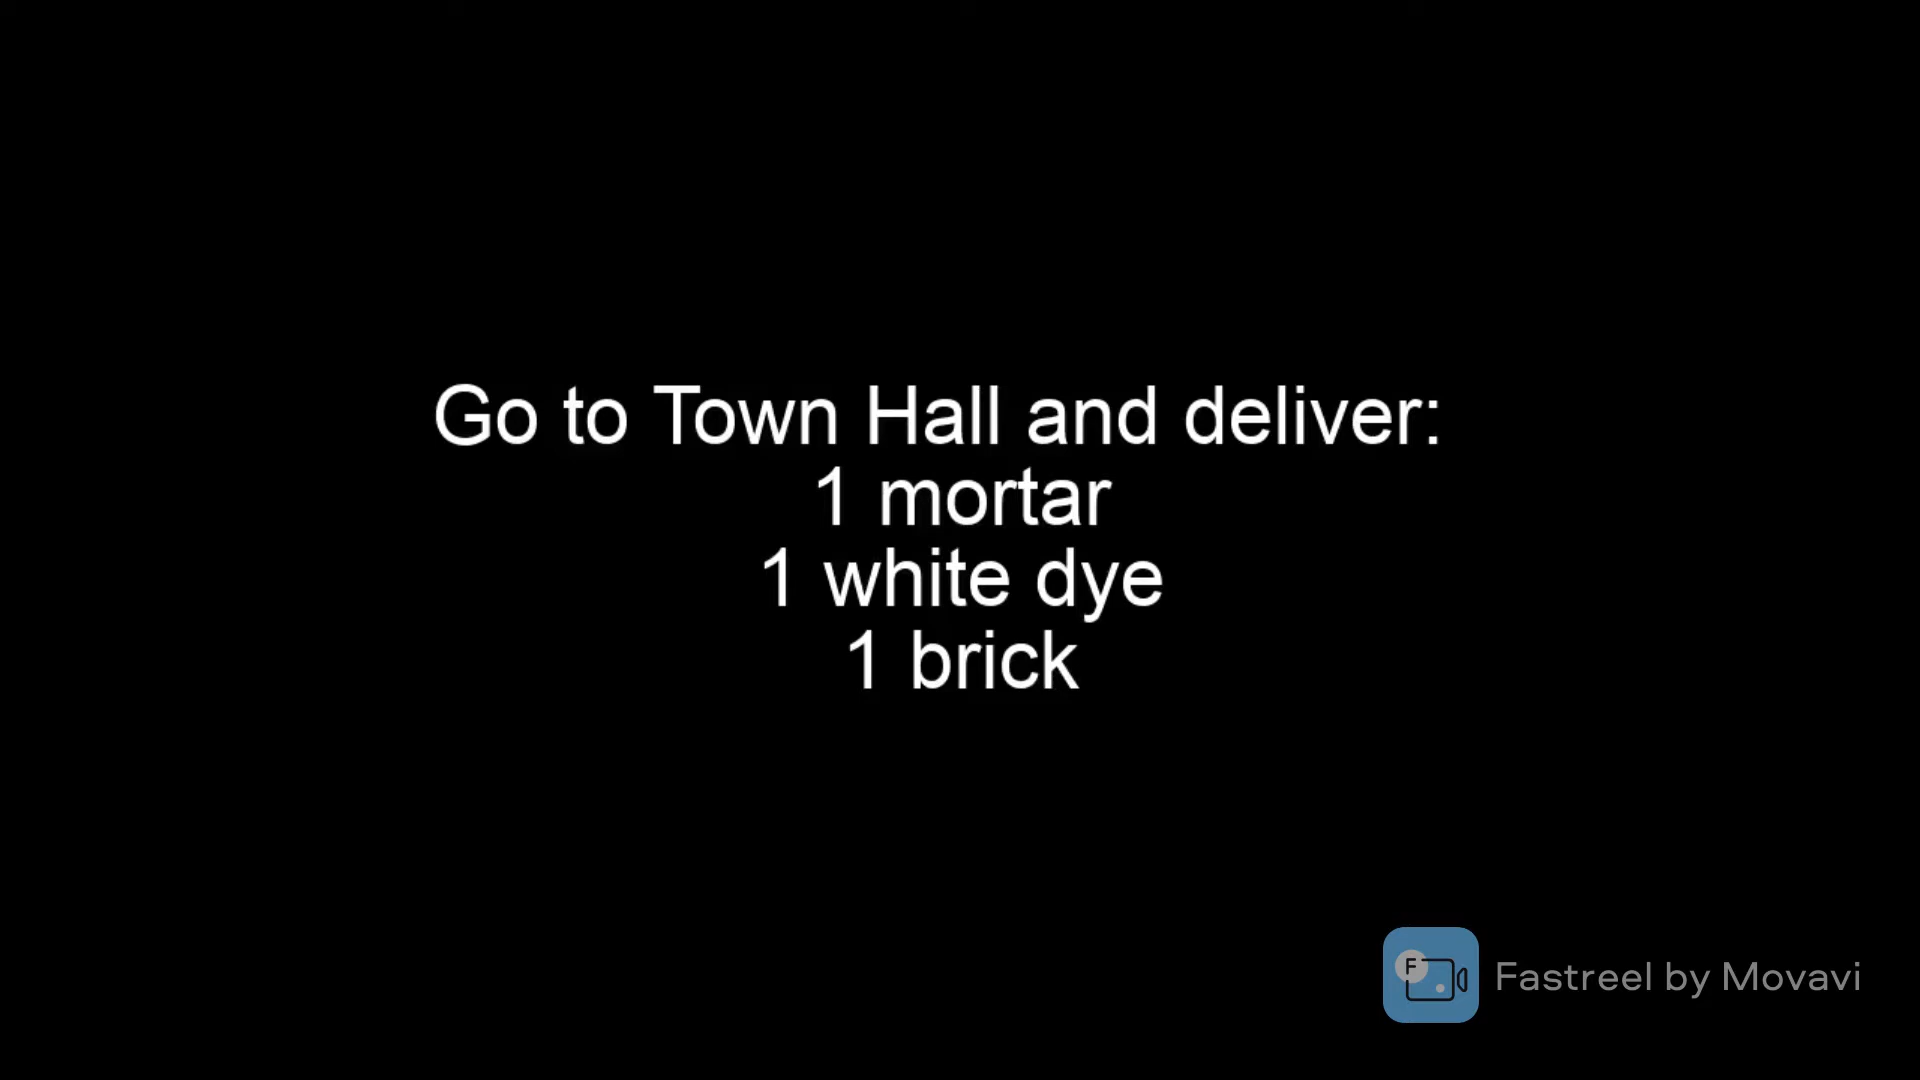 Go to Town Hall and deliver:
1 mortar
1 white dye
1 brick
F
Fastreel by Movavi